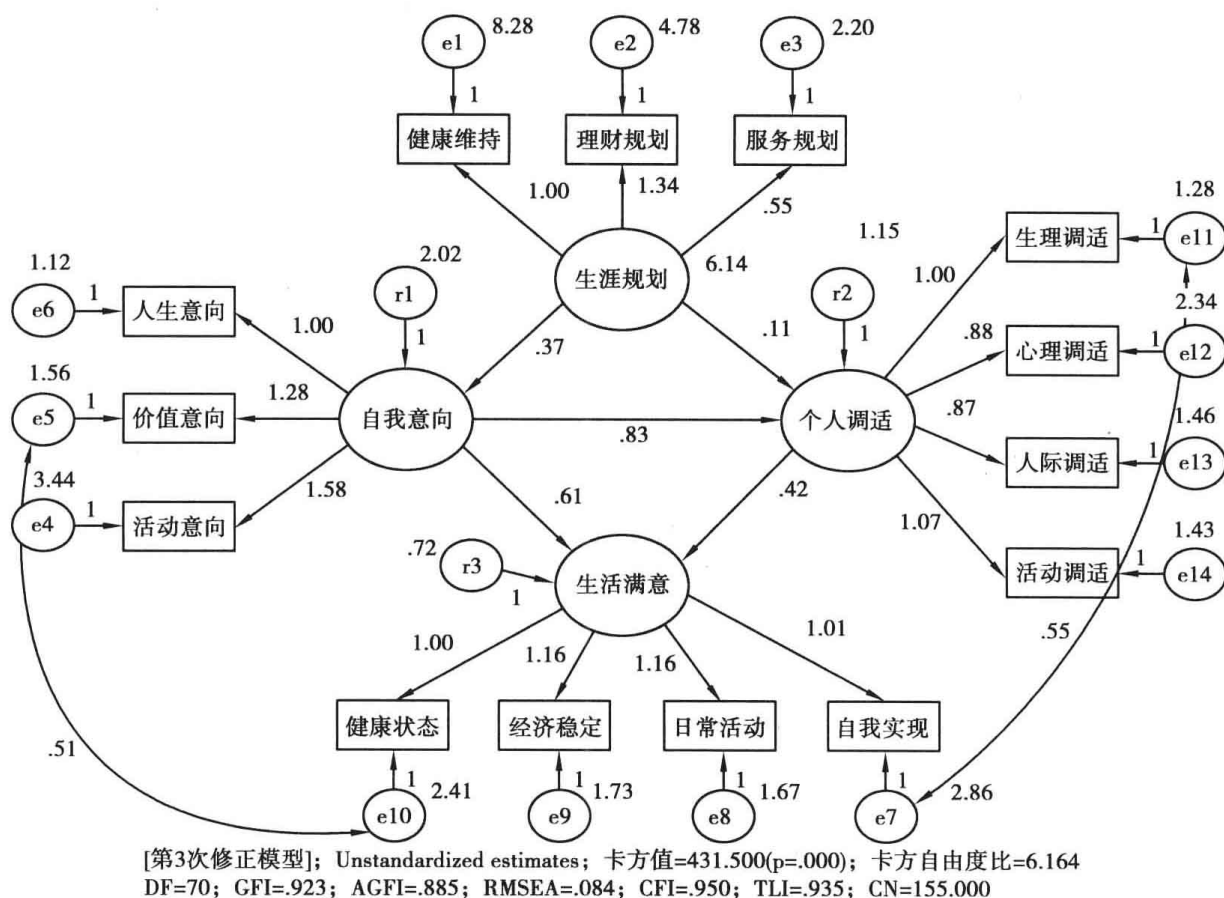 8.28 4.78 2.20
e1 e2 e3
1 1 1
健康维持 理财规划 服务规划
1.00 1.34 .55 1.28
1.15 生理调适 1 e11
2.02 生涯规划 6.14 1.00
1.12 r1 r2 2.34
e6 1 人生意向 1.00 1 .37 .11 1 .88 心理调适 1 e12
1.56 .87 1.46
e5 1 价值意向 1.28 自我意向 .83 个人调适 人际调适 1 e13
3.44 1.58 .61 .42 1.07 1.43
e4 1 活动意向 .72 r3 1 生活满意 活动调适 1 e14
1.00 1.16 1.16 1.01 .55
健康状态 经济稳定 日常活动 自我实现
.51 1 2.41 1 1.73 1 1.67 1 2.86
e10 e9 e8 e7
[第3次修正模型]；Unstandardized estimates；卡方值=431.500(p=.000)；卡方自由度比=6.164
DF=70；GFI=.923；AGFI=.885；RMSEA=.084；CFI=.950；TLI=.935；CN=155.000